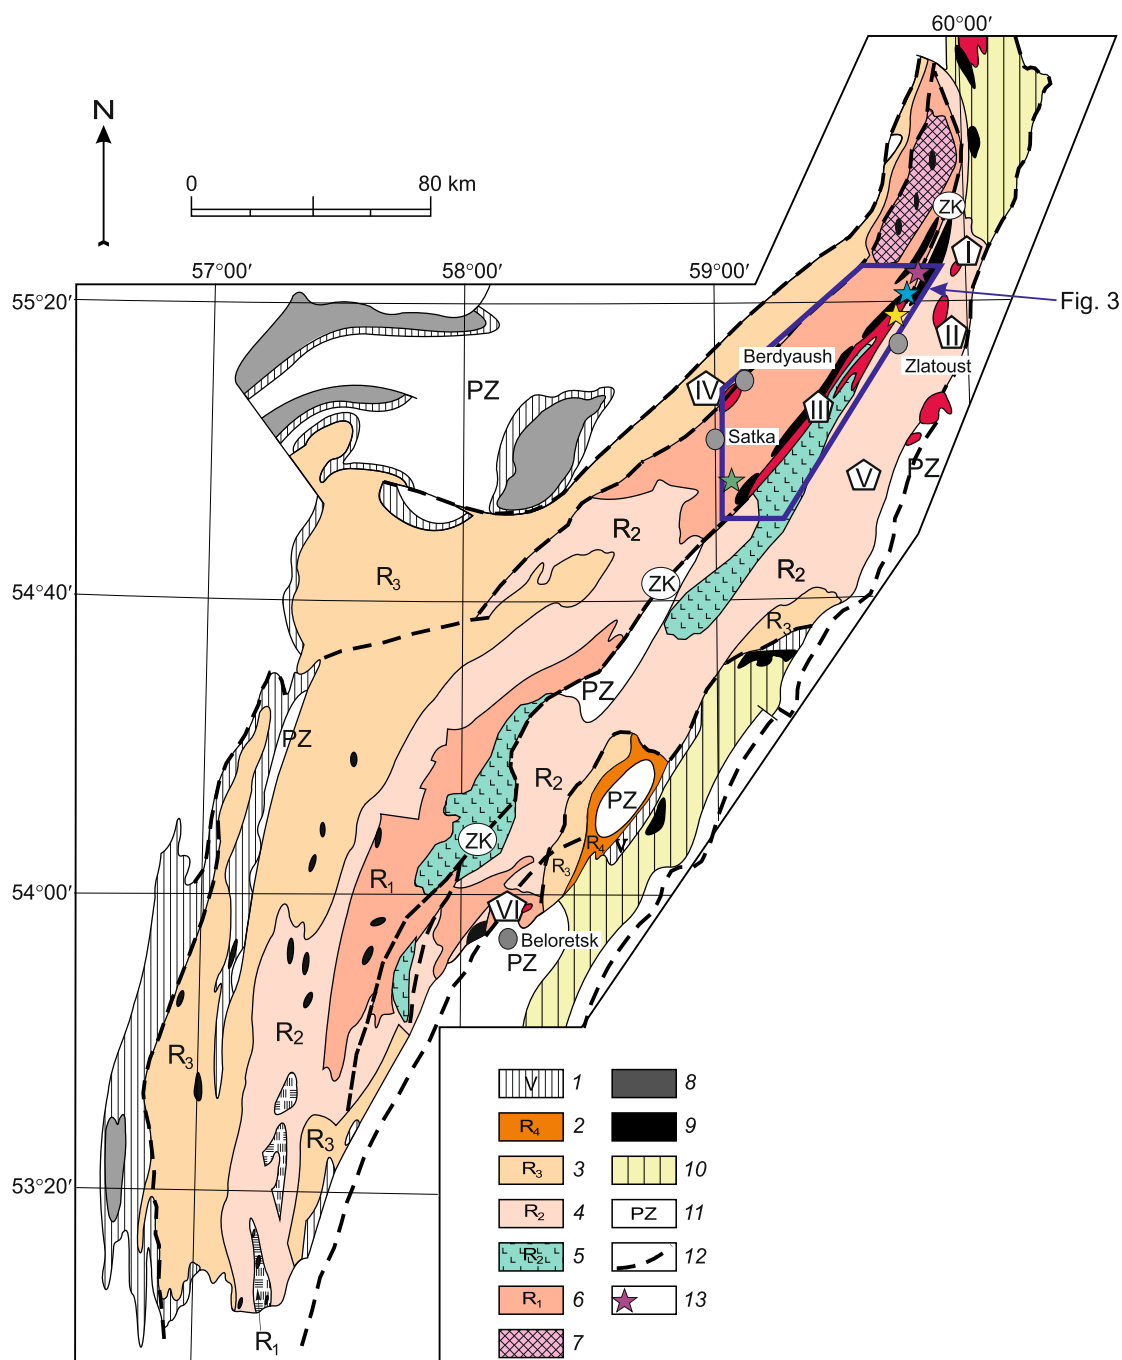 60°00′
N
0 80 km
ZK
I
57°00′ 58°00′ 59°00′
55°20′
Fig. 3
II
Berdyaush
Zlatoust
PZ
IV
III
Satka
PZ
V
R2
R3
ZK
R2
54°40′
R3
PZ
PZ
R2
PZ
ZK
R4
V
R3
R1
54°00′
VI
Beloretsk
PZ
R2
R3
R3
53°20′
R1
V 1
R4 2
R3 3
R2 4
R2 5
R1 6
7
8
9
10
PZ 11
12
13